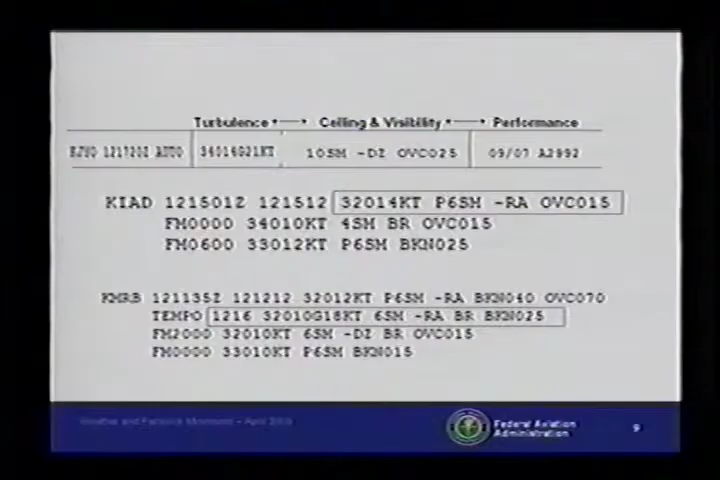 Turbulence Ceiling & Visibility Performance
121720Z AUTO 34014G21KT 10SM -DZ OVC025 09/07 A2992
KIAD 121501Z 121512 32014KT P6SM -RA OVC015
FM0000 34010KT 4SM BR OVC015
FM0600 33012KT P6SM BKN025
KMRB 121135Z 121212 32012KT P6SM -RA BKN040 OVC070
TEMPO 1216 32010G18KT 6SM -RA BR BKN025
FM2000 32010KT 6SM -DZ BR OVC015
FM0000 33010KT P6SM BKN015
Federal Aviation
Administration
9